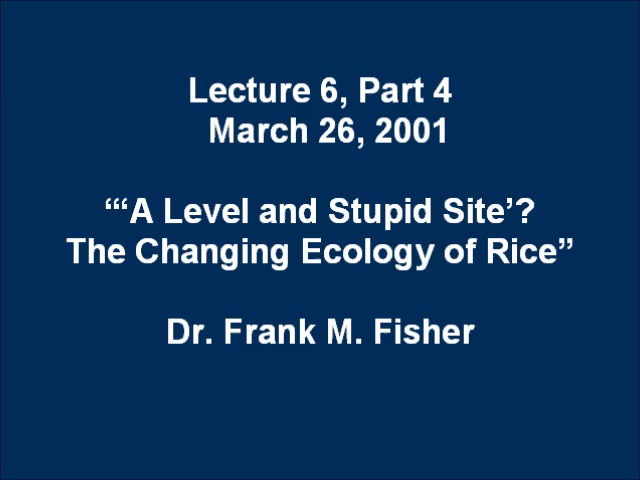 Lecture 6, Part 4
March 26, 2001
“‘A Level and Stupid Site’?
The Changing Ecology of Rice”
Dr. Frank M. Fisher